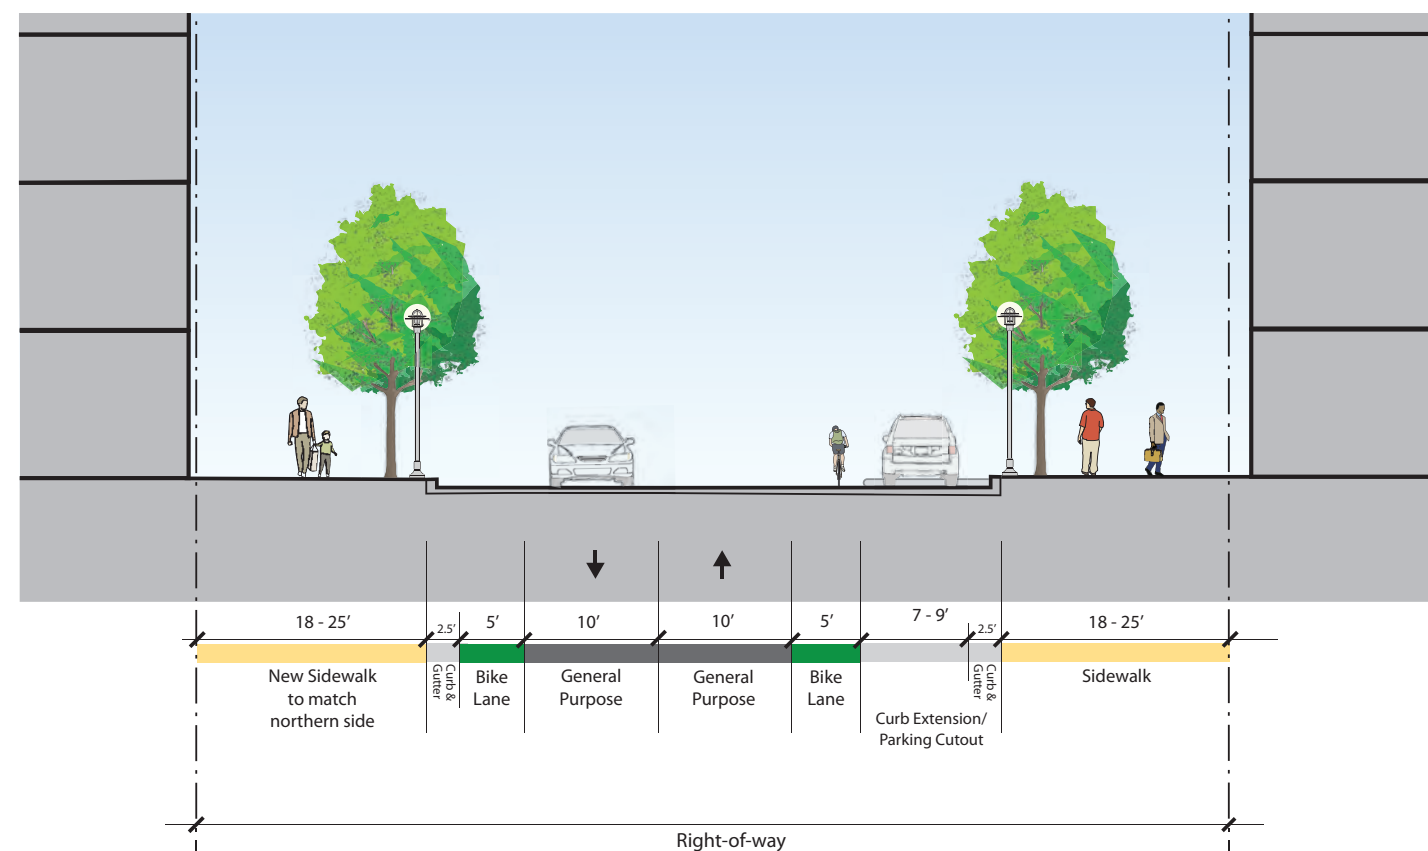 18 - 25’
2.5’
5’
10’
10’
5’
7 - 9’
2.5’
18 - 25’
New Sidewalk
to match
northern side
Curb &
Gutter
Bike
Lane
General
Purpose
General
Purpose
Bike
Lane
Curb &
Gutter
Curb Extension/
Parking Cutout
Sidewalk
Right-of-way